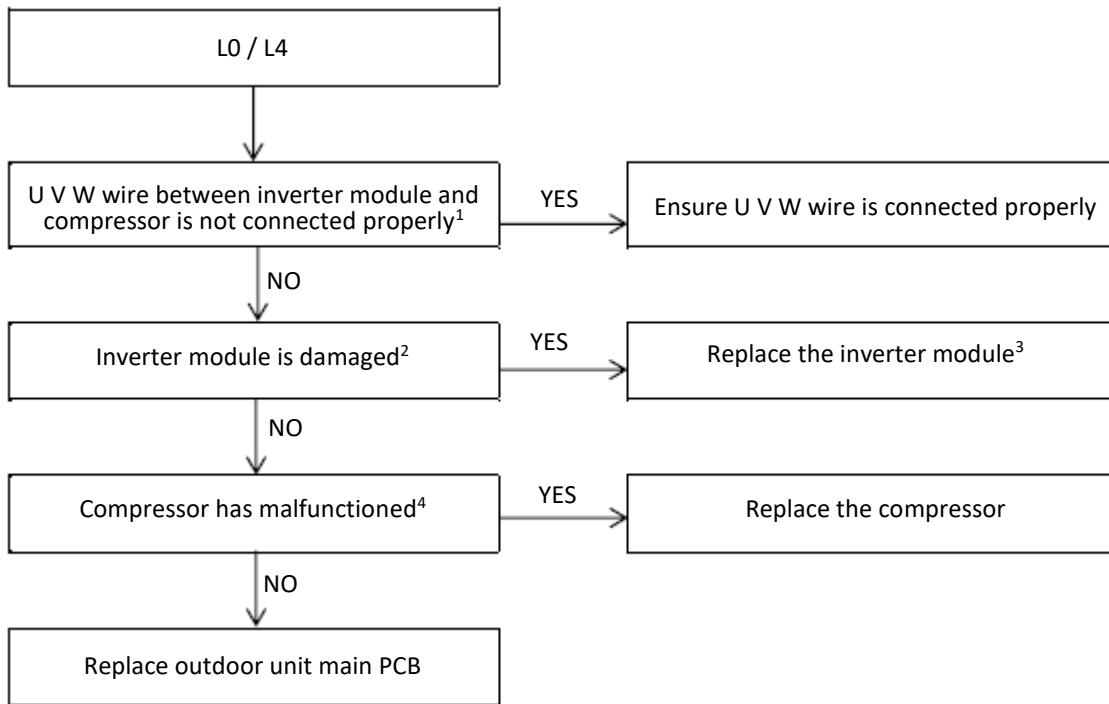 L0 / L4
U V W wire between inverter module and
compressor is not connected properly¹
YES
Ensure U V W wire is connected properly
NO
Inverter module is damaged²
YES
Replace the inverter module³
NO
Compressor has malfunctioned⁴
YES
Replace the compressor
NO
Replace outdoor unit main PCB